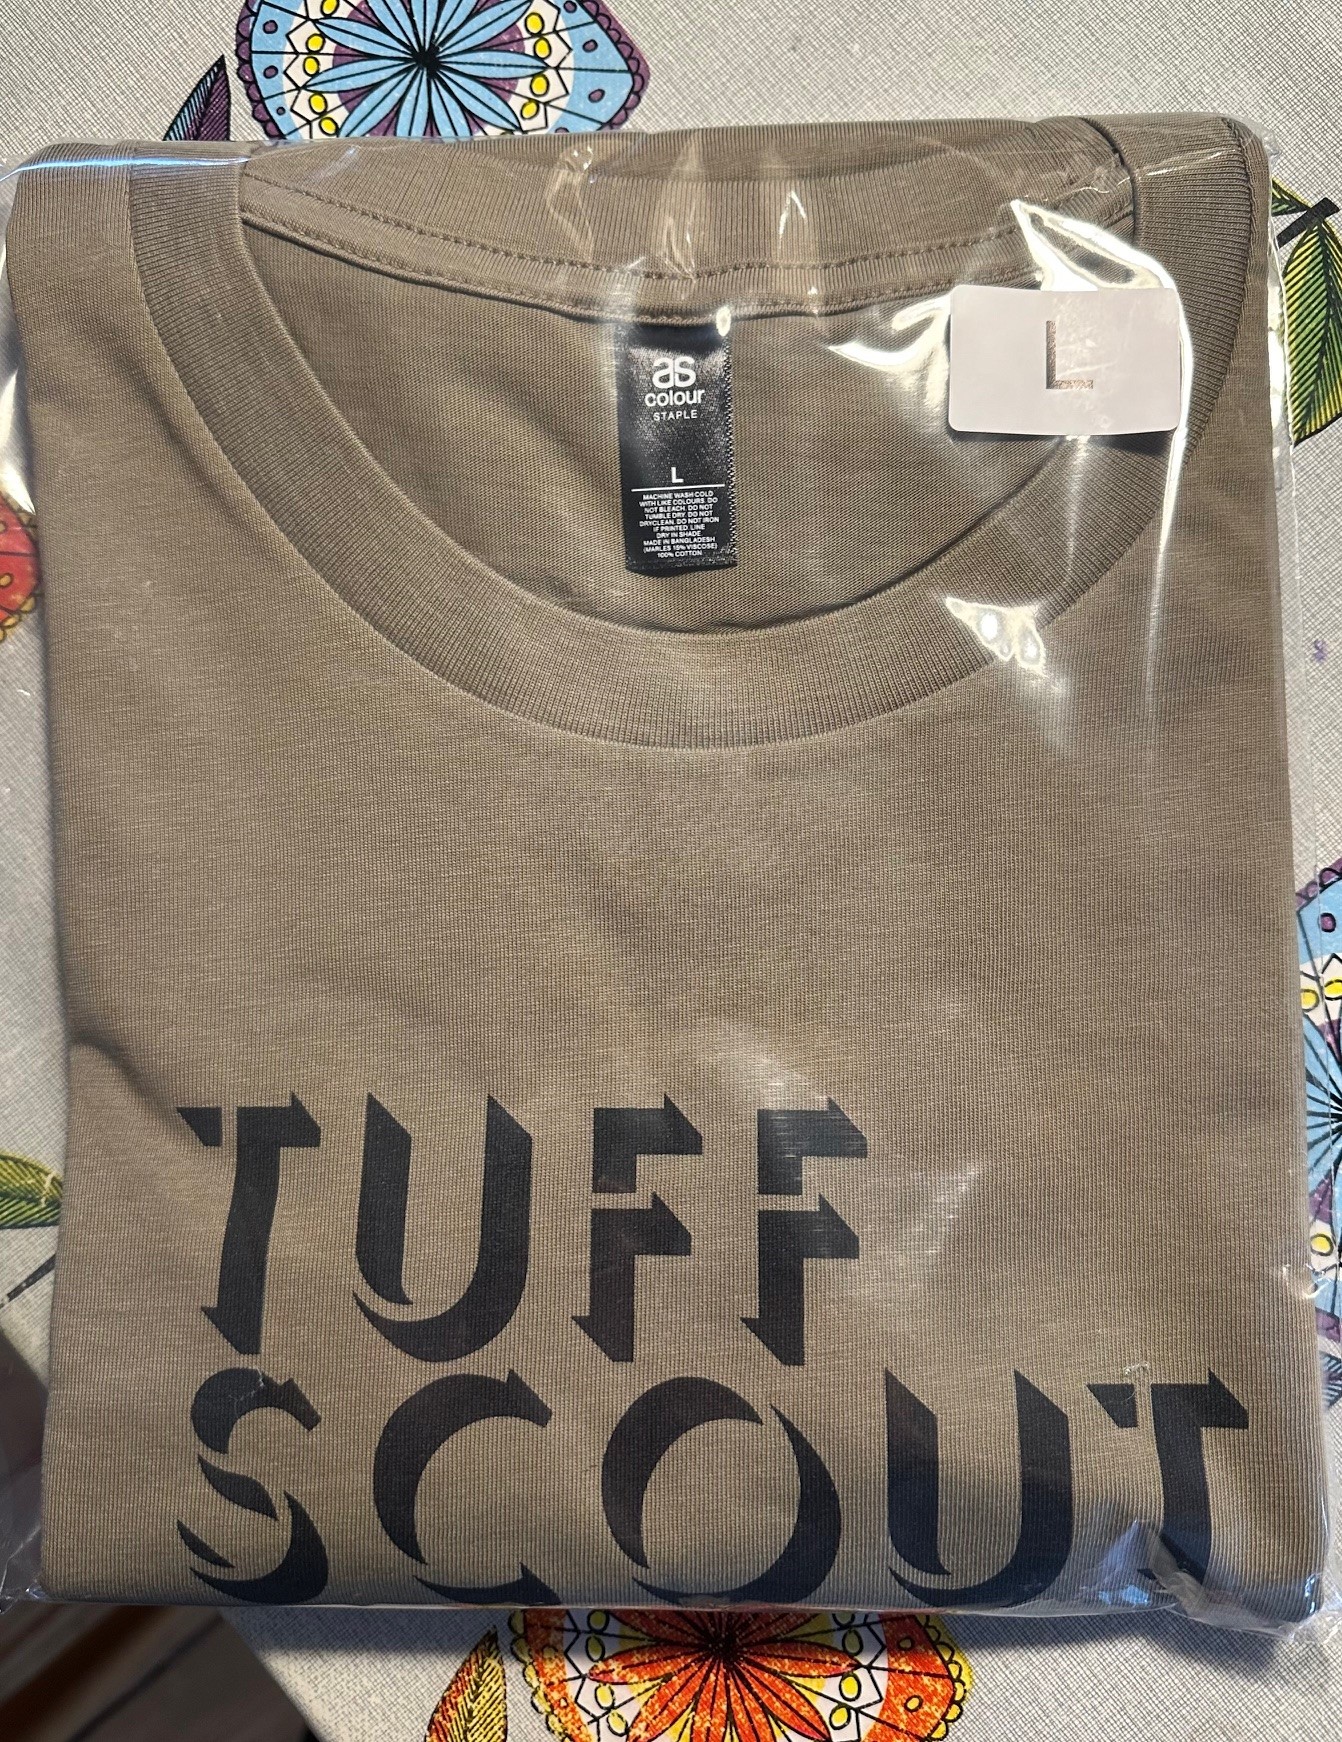 L
as
colour
STAPLE
L
MACHINE WASH COLD
WITH LIKE COLOURS. DO
NOT BLEACH. DO NOT
TUMBLE DRY. DO NOT
DRYCLEAN. DO NOT IRON
IF PRINTED. LINE
DRY IN SHADE
MADE IN BANGLADESH
(MARLES 15% VISCOSE)
100% COTTON
TUFF
SCOUT